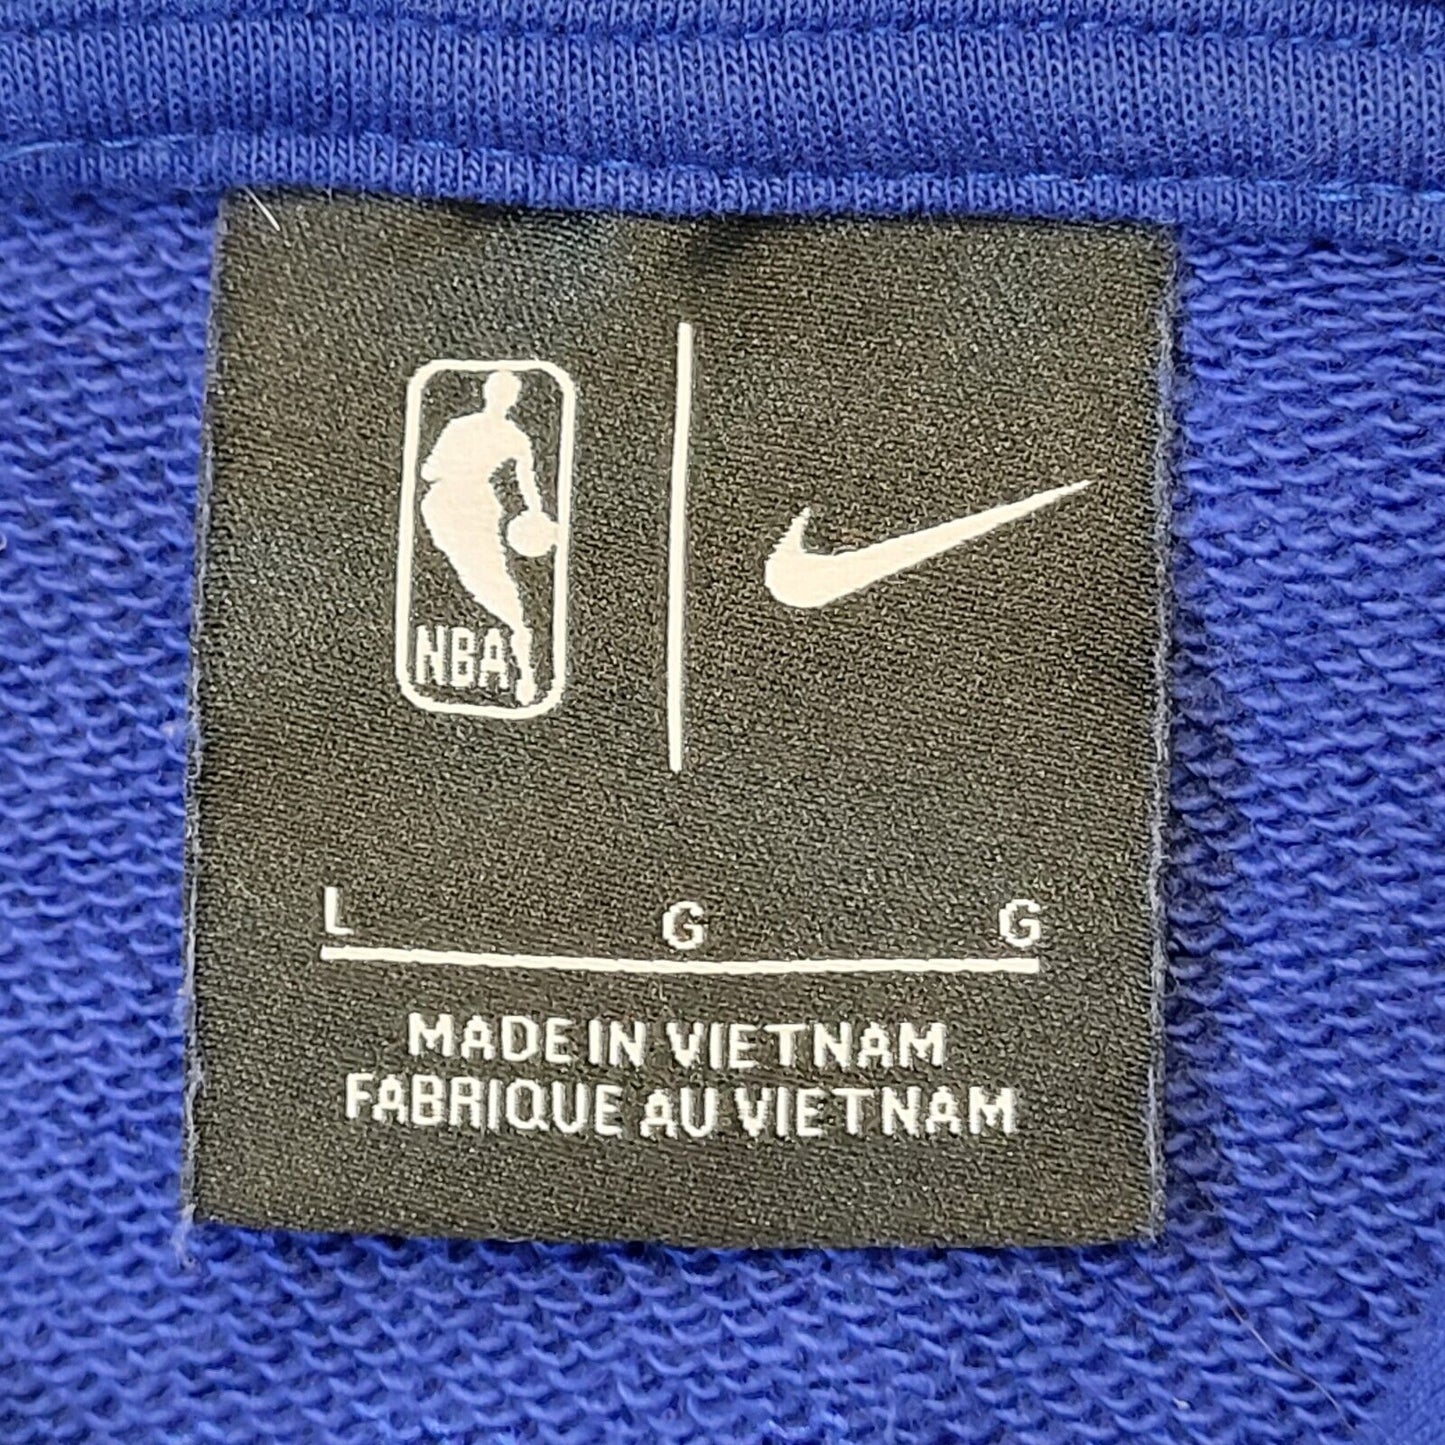 NBA
L G G
MADE IN VIETNAM
FABRIQUE AU VIETNAM